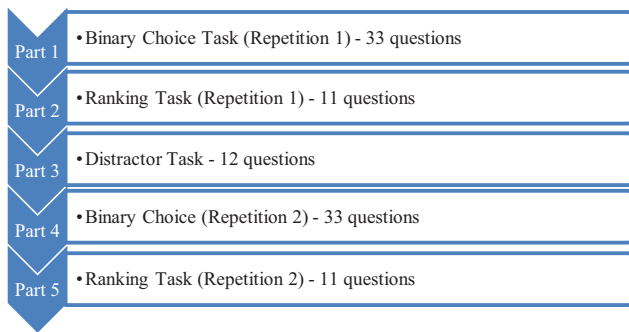 Part 1
•Binary Choice Task (Repetition 1) - 33 questions
Part 2
•Ranking Task (Repetition 1) - 11 questions
Part 3
•Distractor Task - 12 questions
Part 4
•Binary Choice (Repetition 2) - 33 questions
Part 5
•Ranking Task (Repetition 2) - 11 questions